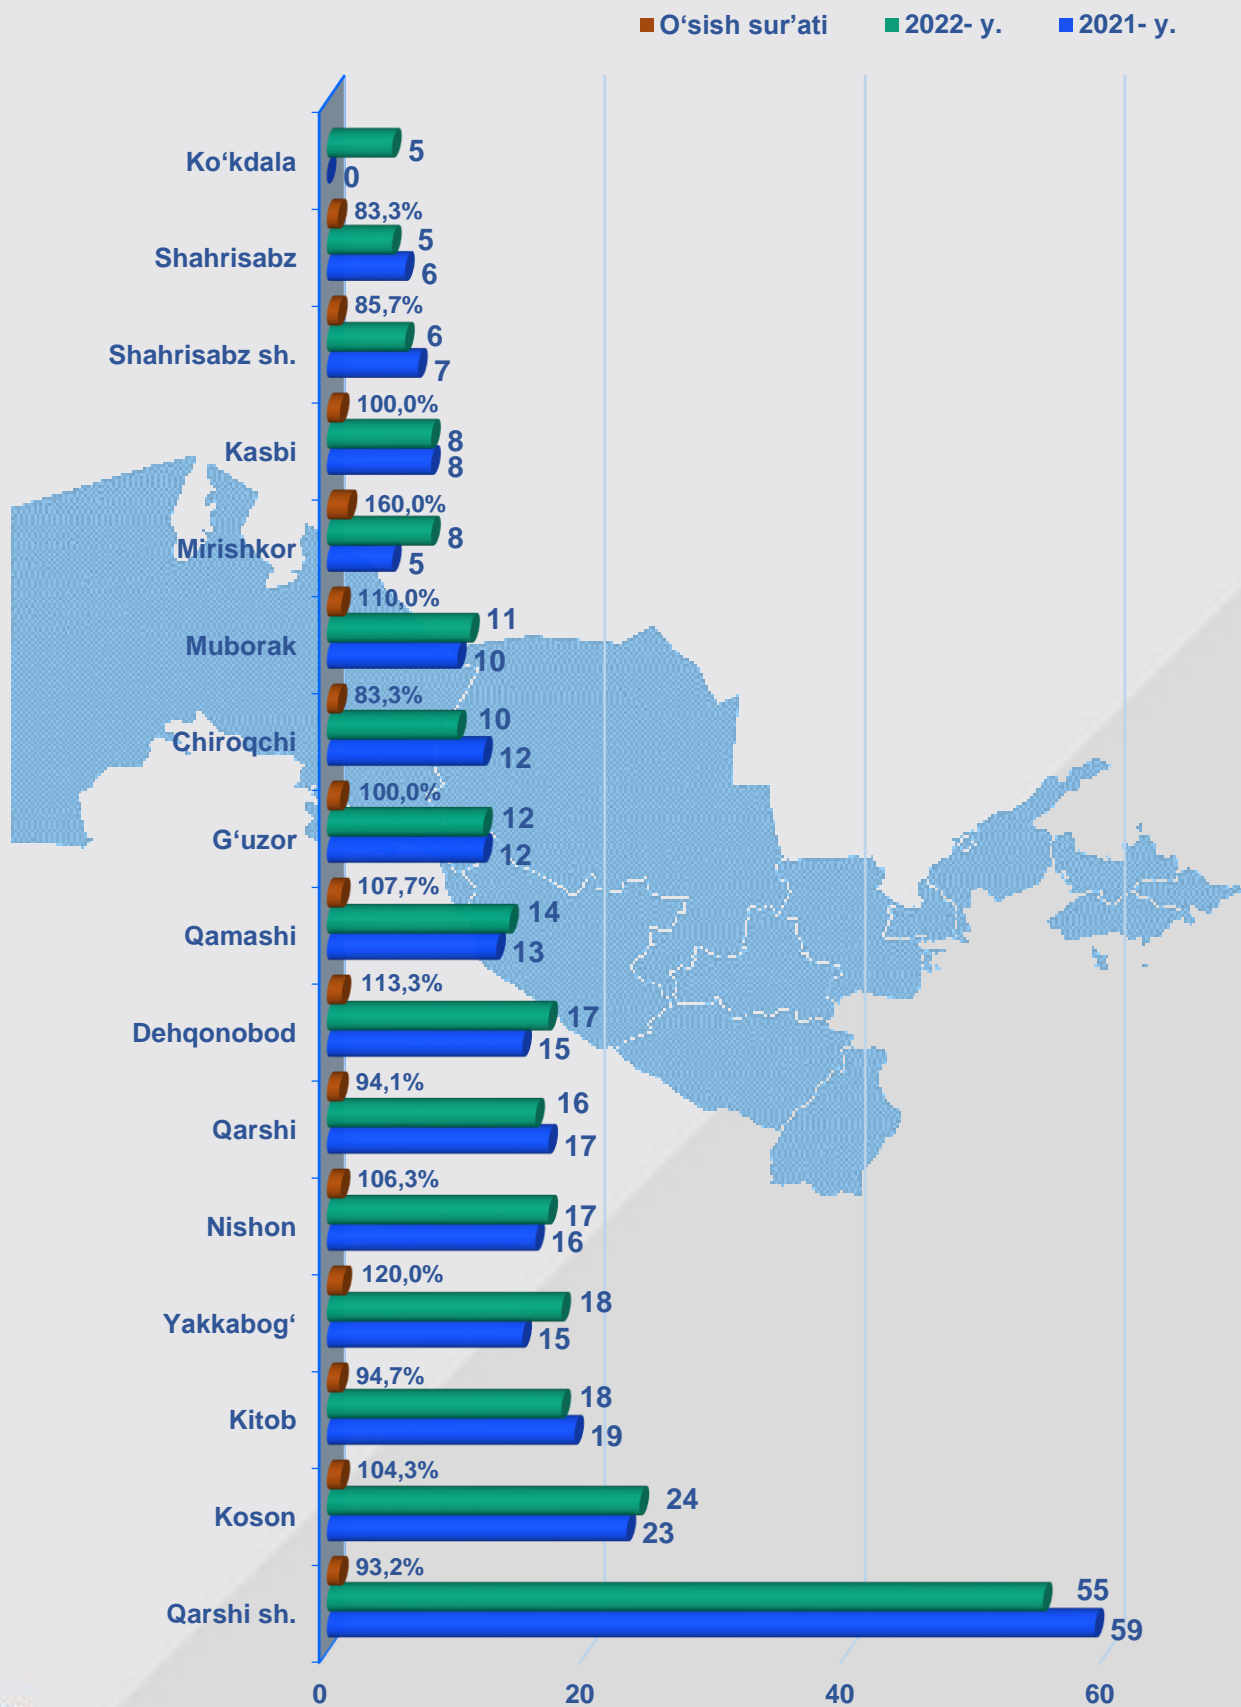 O‘sish sur’ati 2022- y. 2021- y.
Ko‘kdala 5
0
83,3%
Shahrisabz 5
6
85,7%
Shahrisabz sh. 6
7
100,0%
Kasbi 8
8
160,0%
Mirishkor 8
5
110,0%
Muborak 11
10
83,3%
Chiroqchi 10
12
100,0%
G‘uzor 12
12
107,7%
Qamashi 14
13
113,3%
Dehqonobod 17
15
94,1%
Qarshi 16
17
106,3%
Nishon 17
16
120,0%
Yakkabog‘ 18
15
94,7%
Kitob 18
19
104,3%
Koson 24
23
93,2%
Qarshi sh. 55
59
0 20 40 60